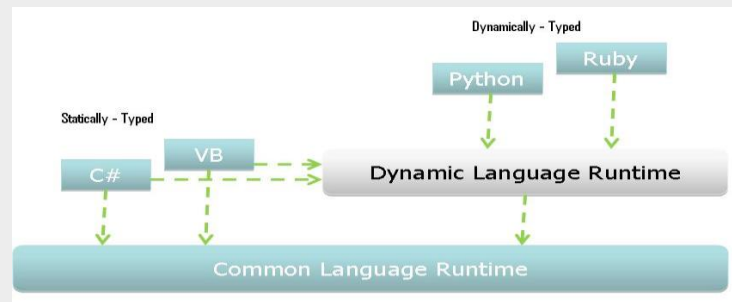 Dynamically - Typed
Ruby
Python
Statically - Typed
VB
C#
Dynamic Language Runtime
Common Language Runtime